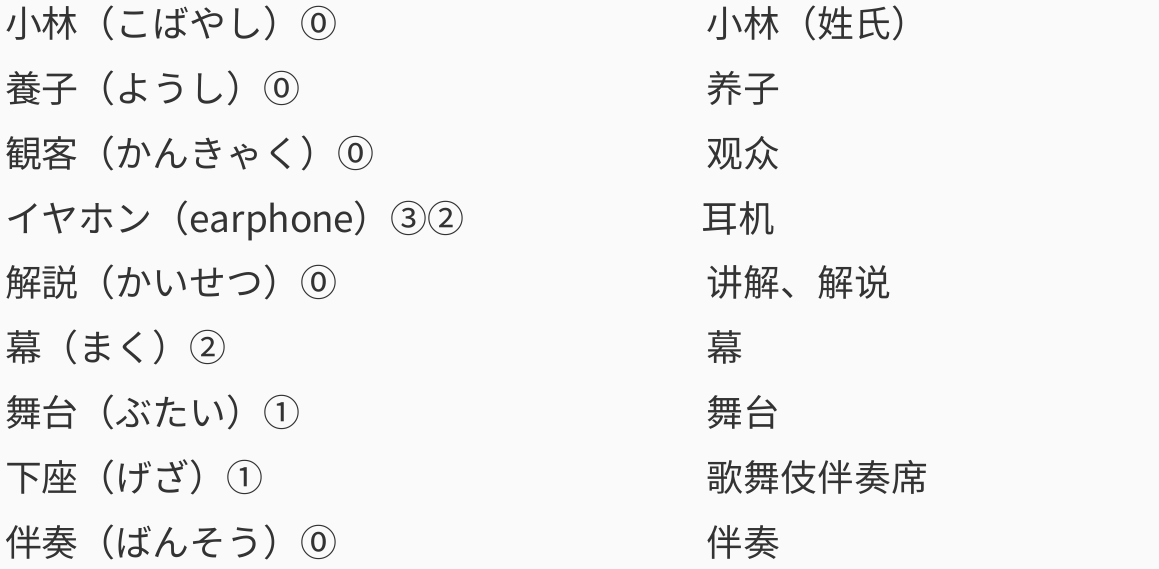 小林（こばやし）⓪ 小林（姓氏）
養子（ようし）⓪ 养子
観客（かんきゃく）⓪ 观众
イヤホン（earphone）③② 耳机
解説（かいせつ）⓪ 讲解、解说
幕（まく）② 幕
舞台（ぶたい）① 舞台
下座（げざ）① 歌舞伎伴奏席
伴奏（ばんそう）⓪ 伴奏